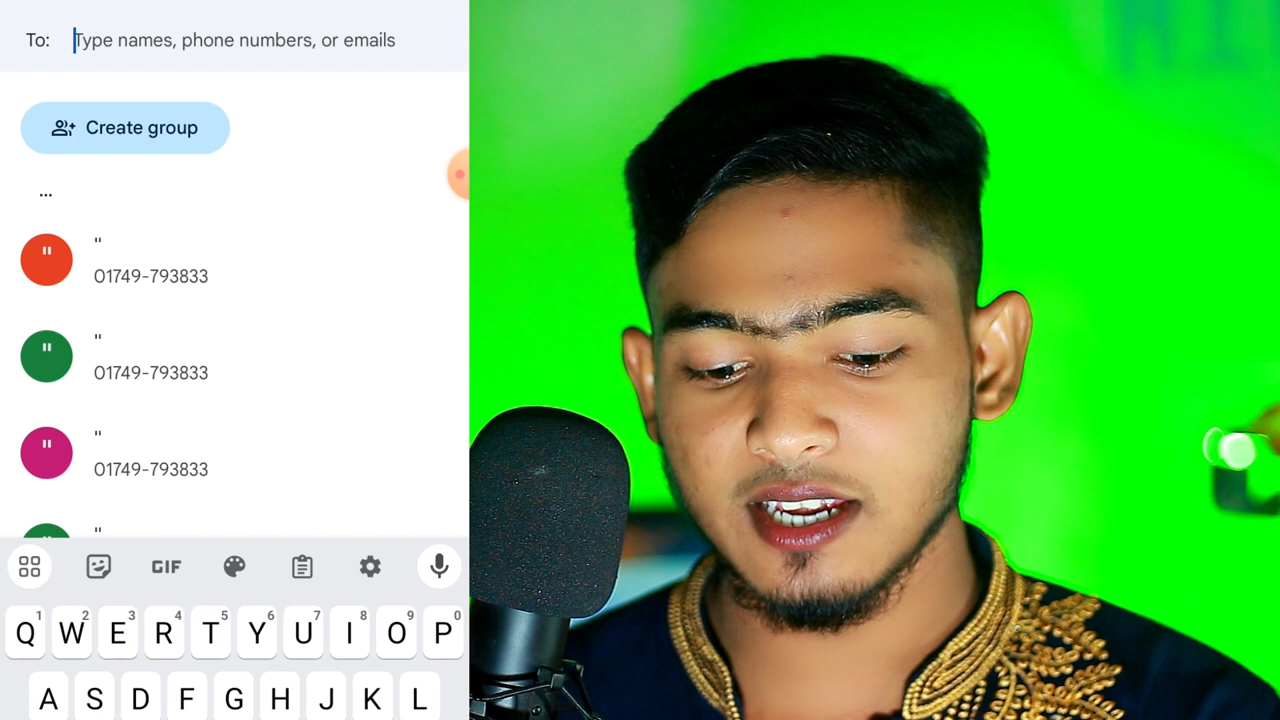 To: Type names, phone numbers, or emails
Create group
...
"
"
01749-793833
"
"
01749-793833
"
"
01749-793833
"
"
GIF
1 2 3 4 5 6 7 8 9 0
Q W E R T Y U I O P
A S D F G H J K L